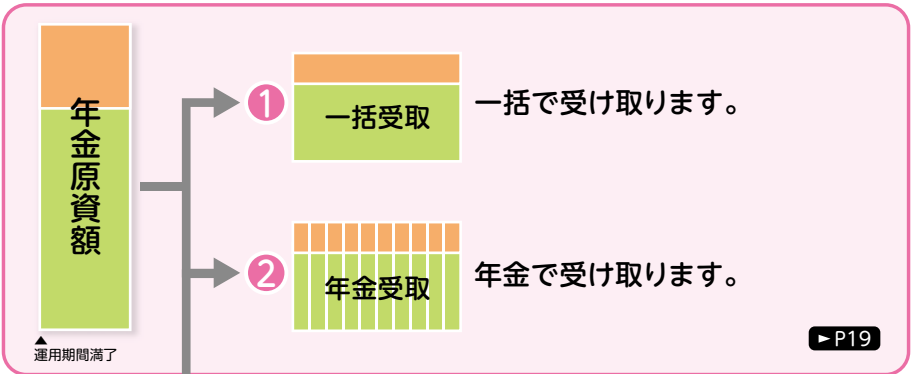 年金原資額
▲
運用期間満了
1
一括受取
一括で受け取ります。
2
年金受取
年金で受け取ります。
►P19